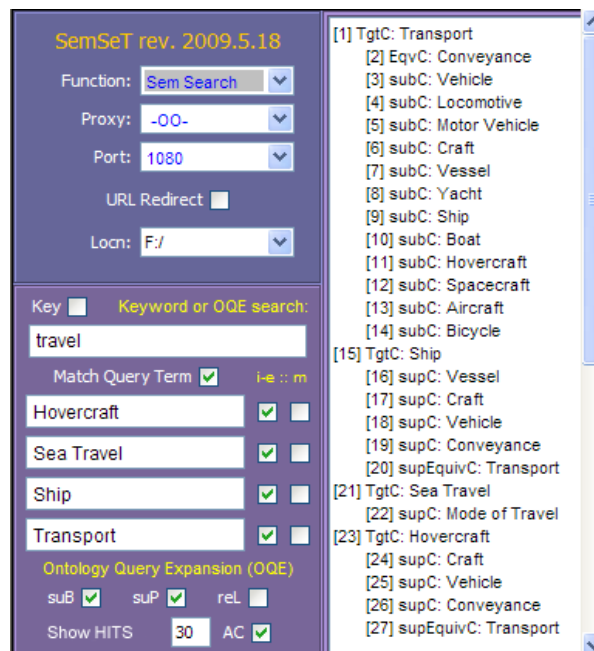 SemSeT rev. 2009.5.18
Function: Sem Search
Proxy: -OO-
Port: 1080
URL Redirect
Locn: F:/
Key Keyword or OQE search:
travel
Match Query Term i-e :: m
Hovercraft
Sea Travel
Ship
Transport
Ontology Query Expansion (OQE)
suB suP reL
Show HITS 30 AC
[1] TgtC: Transport
[2] EqvC: Conveyance
[3] subC: Vehicle
[4] subC: Locomotive
[5] subC: Motor Vehicle
[6] subC: Craft
[7] subC: Vessel
[8] subC: Yacht
[9] subC: Ship
[10] subC: Boat
[11] subC: Hovercraft
[12] subC: Spacecraft
[13] subC: Aircraft
[14] subC: Bicycle
[15] TgtC: Ship
[16] supC: Vessel
[17] supC: Craft
[18] supC: Vehicle
[19] supC: Conveyance
[20] supEquivC: Transport
[21] TgtC: Sea Travel
[22] supC: Mode of Travel
[23] TgtC: Hovercraft
[24] supC: Craft
[25] supC: Vehicle
[26] supC: Conveyance
[27] supEquivC: Transport